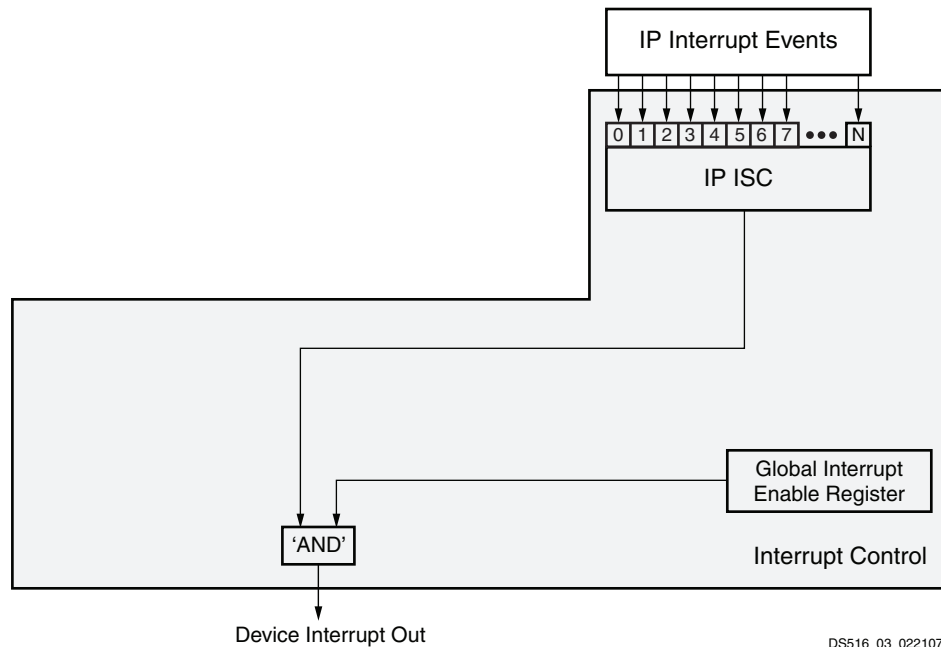 IP Interrupt Events
0 1 2 3 4 5 6 7 ••• N
IP ISC
Global Interrupt
Enable Register
‘AND’
Interrupt Control
Device Interrupt Out
DS516_03_022107